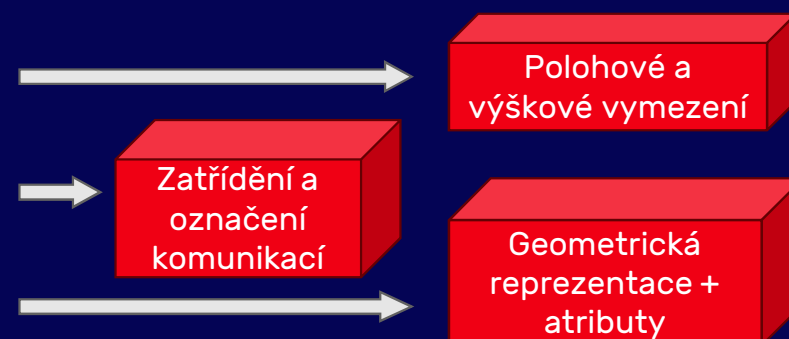 Polohové a
výškové vymezení
Zatřídění a
označení
komunikací
Geometrická
reprezentace +
atributy